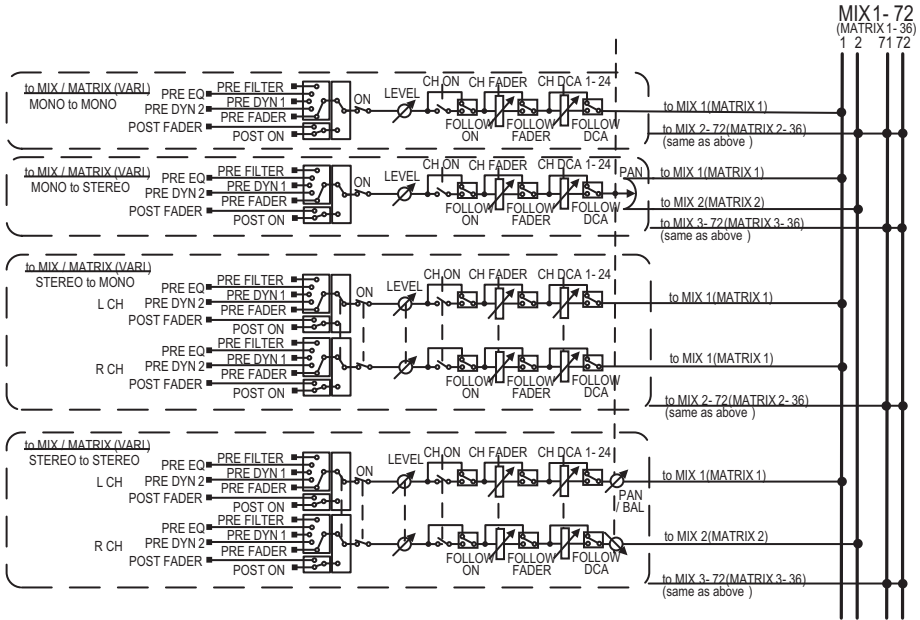 MIX1- 72
(MATRIX 1- 36)
1 2 71 72
to MIX / MATRIX (VARI.)
MONO to MONO
PRE FILTER
PRE EQ
PRE DYN 1
PRE DYN 2
PRE FADER
POST FADER
POST ON
ON
LEVEL
CH ON
CH FADER
CH DCA 1- 24
FOLLOW ON
FOLLOW FADER
FOLLOW DCA
to MIX 1(MATRIX 1)
to MIX 2- 72(MATRIX 2- 36)
(same as above )
to MIX / MATRIX (VARI.)
MONO to STEREO
PRE FILTER
PRE EQ
PRE DYN 1
PRE DYN 2
PRE FADER
POST FADER
POST ON
ON
LEVEL
CH ON
CH FADER
CH DCA 1- 24
FOLLOW ON
FOLLOW FADER
FOLLOW DCA
PAN
to MIX 1(MATRIX 1)
to MIX 2(MATRIX 2)
to MIX 3- 72(MATRIX 3- 36)
(same as above )
to MIX / MATRIX (VARI.)
STEREO to MONO
L CH
PRE FILTER
PRE EQ
PRE DYN 1
PRE DYN 2
PRE FADER
POST FADER
POST ON
ON
LEVEL
CH ON
CH FADER
CH DCA 1- 24
to MIX 1(MATRIX 1)
R CH
PRE FILTER
PRE EQ
PRE DYN 1
PRE DYN 2
PRE FADER
POST FADER
POST ON
FOLLOW ON
FOLLOW FADER
FOLLOW DCA
to MIX 1(MATRIX 1)
to MIX 2- 72(MATRIX 2- 36)
(same as above )
to MIX / MATRIX (VARI.)
STEREO to STEREO
L CH
PRE FILTER
PRE EQ
PRE DYN 1
PRE DYN 2
PRE FADER
POST FADER
POST ON
ON
LEVEL
CH ON
CH FADER
CH DCA 1- 24
PAN
/ BAL
to MIX 1(MATRIX 1)
R CH
PRE FILTER
PRE EQ
PRE DYN 1
PRE DYN 2
PRE FADER
POST FADER
POST ON
FOLLOW ON
FOLLOW FADER
FOLLOW DCA
to MIX 2(MATRIX 2)
to MIX 3- 72(MATRIX 3- 36)
(same as above )